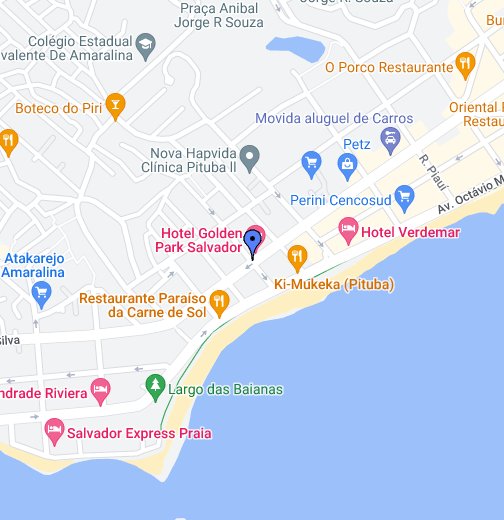 Praça Anibal
Jorge R Souza
Jorge R. Souza
Colégio Estadual
valente De Amaralina
Bu
O Porco Restaurante
Boteco do Piri
Oriental
Resta
Movida aluguel de Carros
Petz
Nova Hapvida
Clínica Pituba II
R. Piauí
Perini Cencosud
Av. Octávio M
Hotel Golden
Park Salvador
Hotel Verdemar
Atakarejo
Amaralina
Ki-Mukeka (Pituba)
Restaurante Paraíso
da Carne de Sol
Silva
ndrade Riviera
Largo das Baianas
Salvador Express Praia